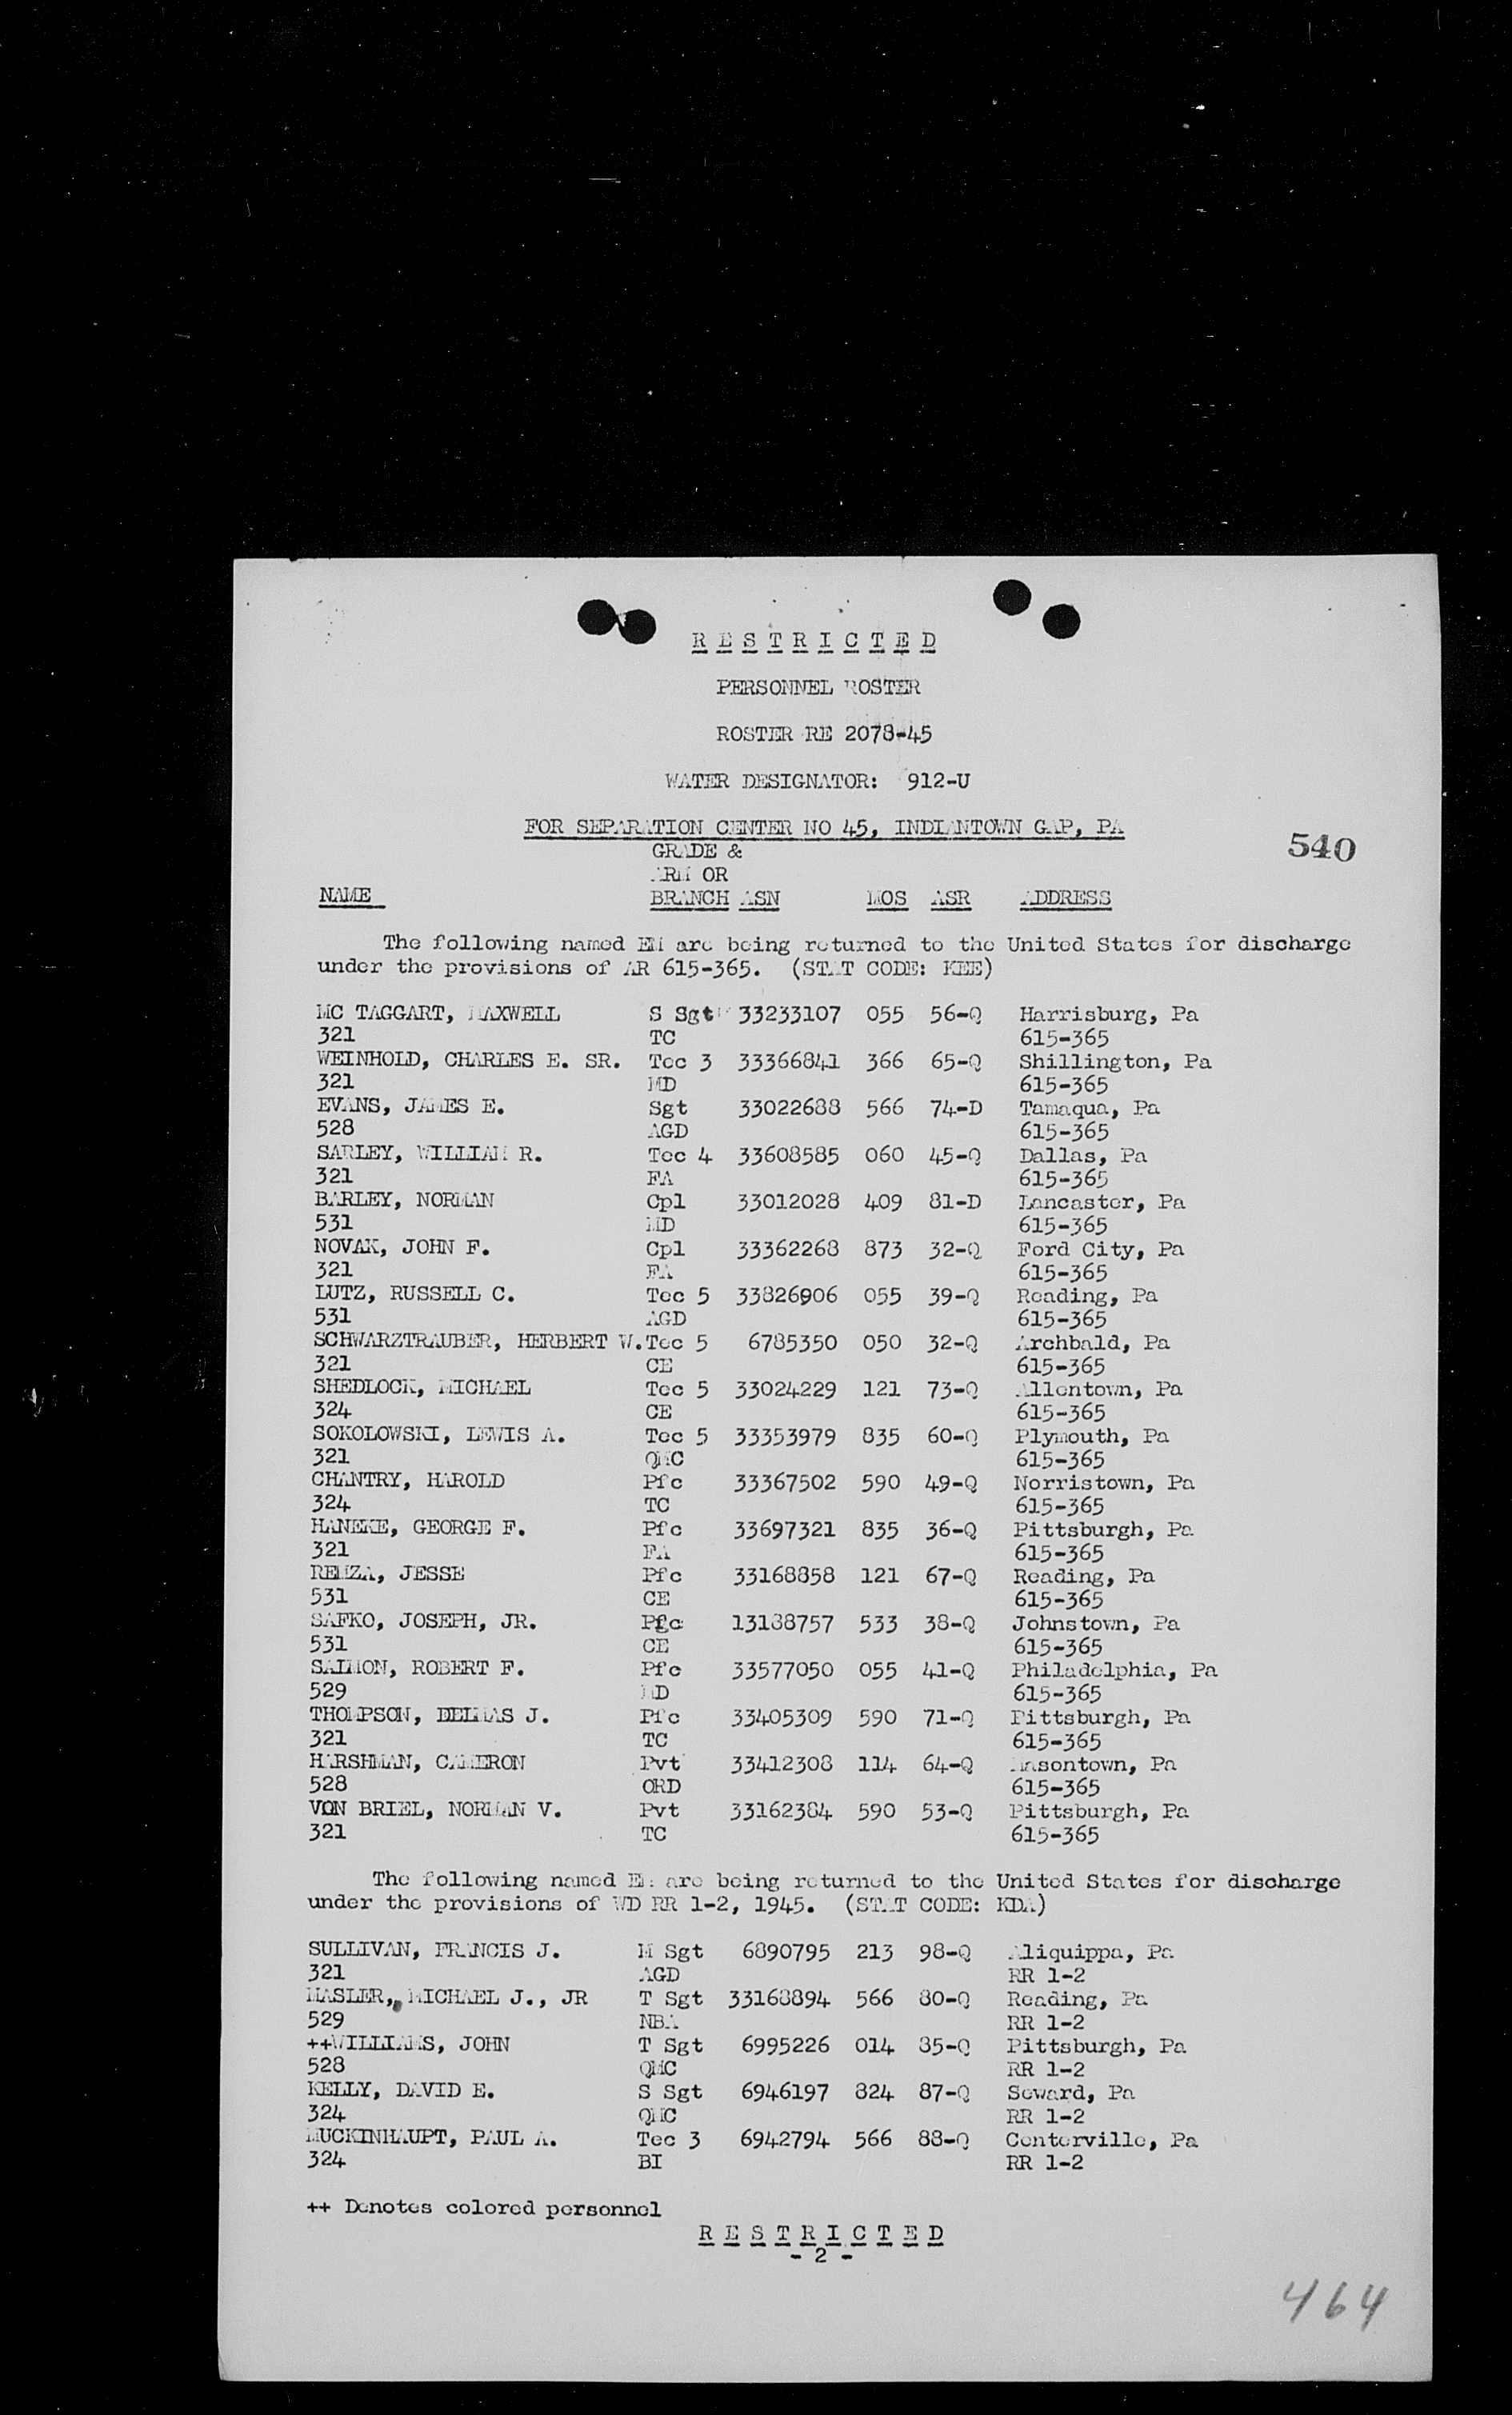 R E S T R I C T E D
PERSONNEL ROSTER
ROSTER RE 2078-45
WATER DESIGNATOR: 912-U
FOR SEPARATION CENTER NO 45, INDIANTOWN GAP, PA
540
GRADE &
ARM OR
NAME BRANCH ASN MOS ASR ADDRESS
The following named EM are being returned to the United States for discharge
under the provisions of AR 615-365. (STAT CODE: KEE)
MC TAGGART, MAXWELL S Sgt 33233107 055 56-Q Harrisburg, Pa
321 TC 615-365
WEINHOLD, CHARLES E. SR. Tec 3 33366841 366 65-Q Shillington, Pa
321 MD 615-365
EVANS, JAMES E. Sgt 33022688 566 74-D Tamaqua, Pa
528 AGD 615-365
SARLEY, WILLIAM R. Tec 4 33608585 060 45-Q Dallas, Pa
321 FA 615-365
BARLEY, NORMAN Cpl 33012028 409 81-D Lancaster, Pa
531 MD 615-365
NOVAK, JOHN F. Cpl 33362268 873 32-Q Ford City, Pa
321 FA 615-365
LUTZ, RUSSELL C. Tec 5 33826906 055 39-Q Reading, Pa
531 AGD 615-365
SCHWARZTRAUBER, HERBERT W. Tec 5 6785350 050 32-Q Archbald, Pa
321 CE 615-365
SHEDLOCK, MICHAEL Tec 5 33024229 121 73-Q Allentown, Pa
324 CE 615-365
SOKOLOWSKI, LEWIS A. Tec 5 33353979 835 60-Q Plymouth, Pa
321 QMC 615-365
CHANTRY, HAROLD Pfc 33367502 590 49-Q Norristown, Pa
324 TC 615-365
HANEKE, GEORGE F. Pfc 33697321 835 36-Q Pittsburgh, Pa
321 FA 615-365
REMZA, JESSE Pfc 33168858 121 67-Q Reading, Pa
531 CE 615-365
SAFKO, JOSEPH, JR. Pfc 13188757 533 38-Q Johnstown, Pa
531 CE 615-365
SALMON, ROBERT F. Pfc 33577050 055 41-Q Philadelphia, Pa
529 MD 615-365
THOMPSON, DELMAS J. Pfc 33405309 590 71-Q Pittsburgh, Pa
321 TC 615-365
HARSHMAN, CAMERON Pvt 33412308 114 64-Q Masontown, Pa
528 ORD 615-365
VON BRIEL, NORMAN V. Pvt 33162384 590 53-Q Pittsburgh, Pa
321 TC 615-365
The following named EM are being returned to the United States for discharge
under the provisions of WD RR 1-2, 1945. (STAT CODE: KDA)
SULLIVAN, FRANCIS J. M Sgt 6890795 213 98-Q Aliquippa, Pa
321 AGD RR 1-2
MASLER, MICHAEL J., JR T Sgt 33168894 566 80-Q Reading, Pa
529 NBA RR 1-2
++WILLIAMS, JOHN T Sgt 6995226 014 85-Q Pittsburgh, Pa
528 QMC RR 1-2
KELLY, DAVID E. S Sgt 6946197 824 87-Q Seward, Pa
324 QMC RR 1-2
MUCKINHAUPT, PAUL A. Tec 3 6942794 566 88-Q Centerville, Pa
324 BI RR 1-2
++ Denotes colored personnel
R E S T R I C T E D
- 2 -
464